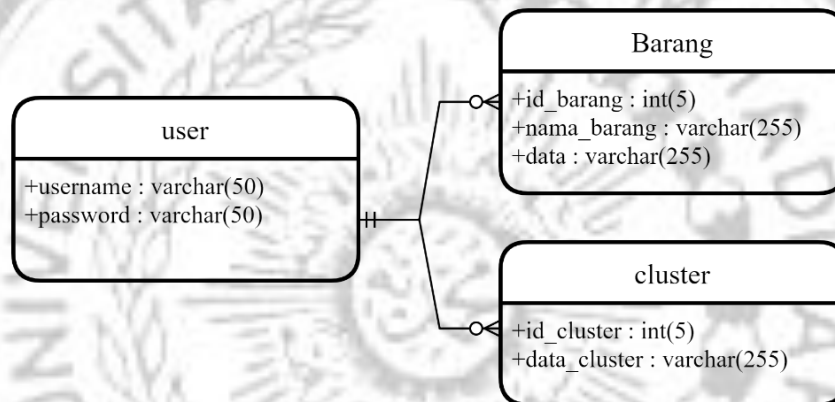 user
+username : varchar(50)
+password : varchar(50)
Barang
+id_barang : int(5)
+nama_barang : varchar(255)
+data : varchar(255)
cluster
+id_cluster : int(5)
+data_cluster : varchar(255)